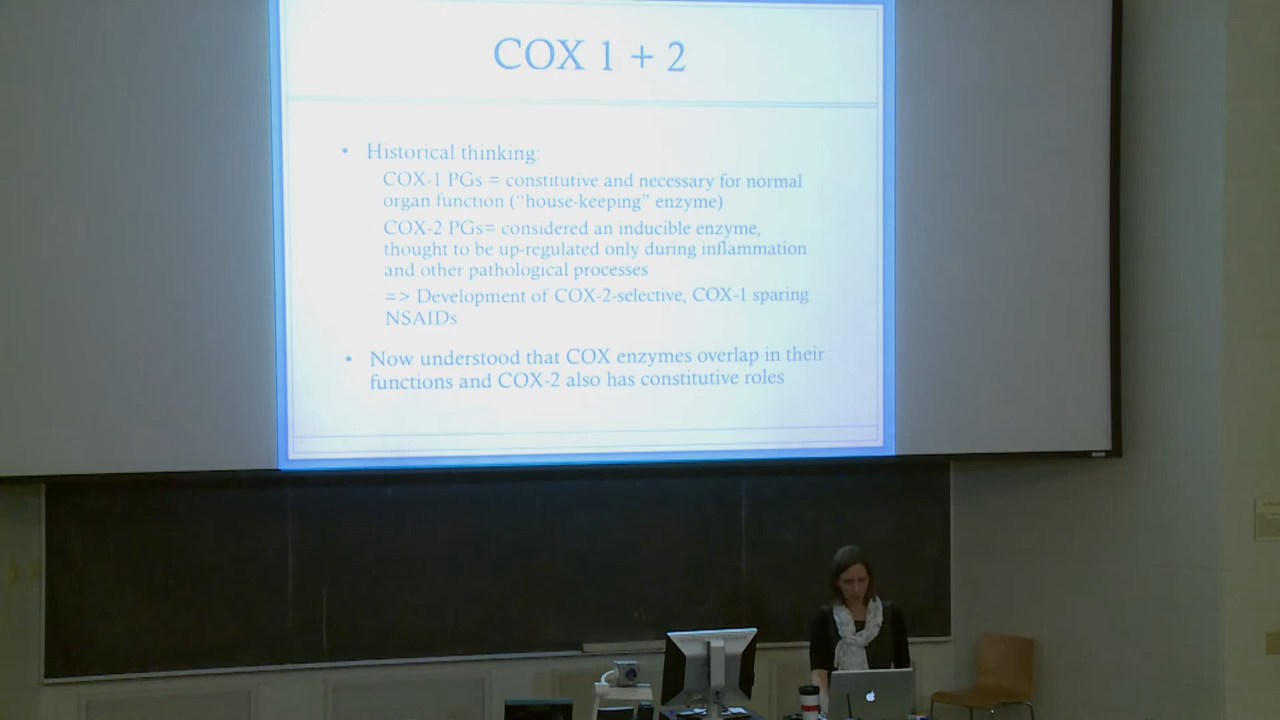 COX 1 + 2
• Historical thinking:
COX-1 PGs = constitutive and necessary for normal
organ function (“house-keeping” enzyme)
COX-2 PGs= considered an inducible enzyme,
thought to be up-regulated only during inflammation
and other pathological processes
=> Development of COX-2-selective, COX-1 sparing
NSAIDs
• Now understood that COX enzymes overlap in their
functions and COX-2 also has constitutive roles